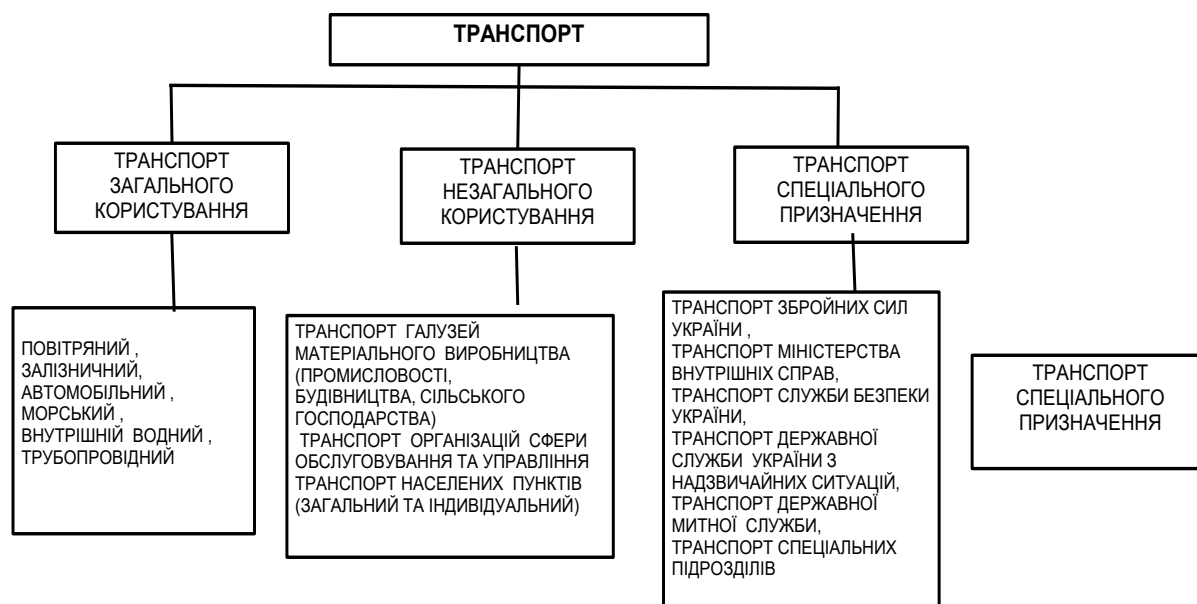 ТРАНСПОРТ
ТРАНСПОРТ
ЗАГАЛЬНОГО
КОРИСТУВАННЯ
ТРАНСПОРТ
НЕЗАГАЛЬНОГО
КОРИСТУВАННЯ
ТРАНСПОРТ
СПЕЦІАЛЬНОГО
ПРИЗНАЧЕННЯ
ПОВІТРЯНИЙ ,
ЗАЛІЗНИЧНИЙ,
АВТОМОБІЛЬНИЙ ,
МОРСЬКИЙ ,
ВНУТРІШНІЙ ВОДНИЙ ,
ТРУБОПРОВІДНИЙ
ТРАНСПОРТ ГАЛУЗЕЙ
МАТЕРІАЛЬНОГО ВИРОБНИЦТВА
(ПРОМИСЛОВОСТІ,
БУДІВНИЦТВА, СІЛЬСЬКОГО
ГОСПОДАРСТВА)
ТРАНСПОРТ ОРГАНІЗАЦІЙ СФЕРИ
ОБСЛУГОВУВАННЯ ТА УПРАВЛІННЯ
ТРАНСПОРТ НАСЕЛЕНИХ ПУНКТІВ
(ЗАГАЛЬНИЙ ТА ІНДИВІДУАЛЬНИЙ)
ТРАНСПОРТ ЗБРОЙНИХ СИЛ
УКРАЇНИ ,
ТРАНСПОРТ МІНІСТЕРСТВА
ВНУТРІШНІХ СПРАВ,
ТРАНСПОРТ СЛУЖБИ БЕЗПЕКИ
УКРАЇНИ,
ТРАНСПОРТ ДЕРЖАВНОЇ
СЛУЖБИ УКРАЇНИ З
НАДЗВИЧАЙНИХ СИТУАЦІЙ,
ТРАНСПОРТ ДЕРЖАВНОЇ
МИТНОЇ СЛУЖБИ,
ТРАНСПОРТ СПЕЦІАЛЬНИХ
ПІДРОЗДІЛІВ
ТРАНСПОРТ
СПЕЦІАЛЬНОГО
ПРИЗНАЧЕННЯ